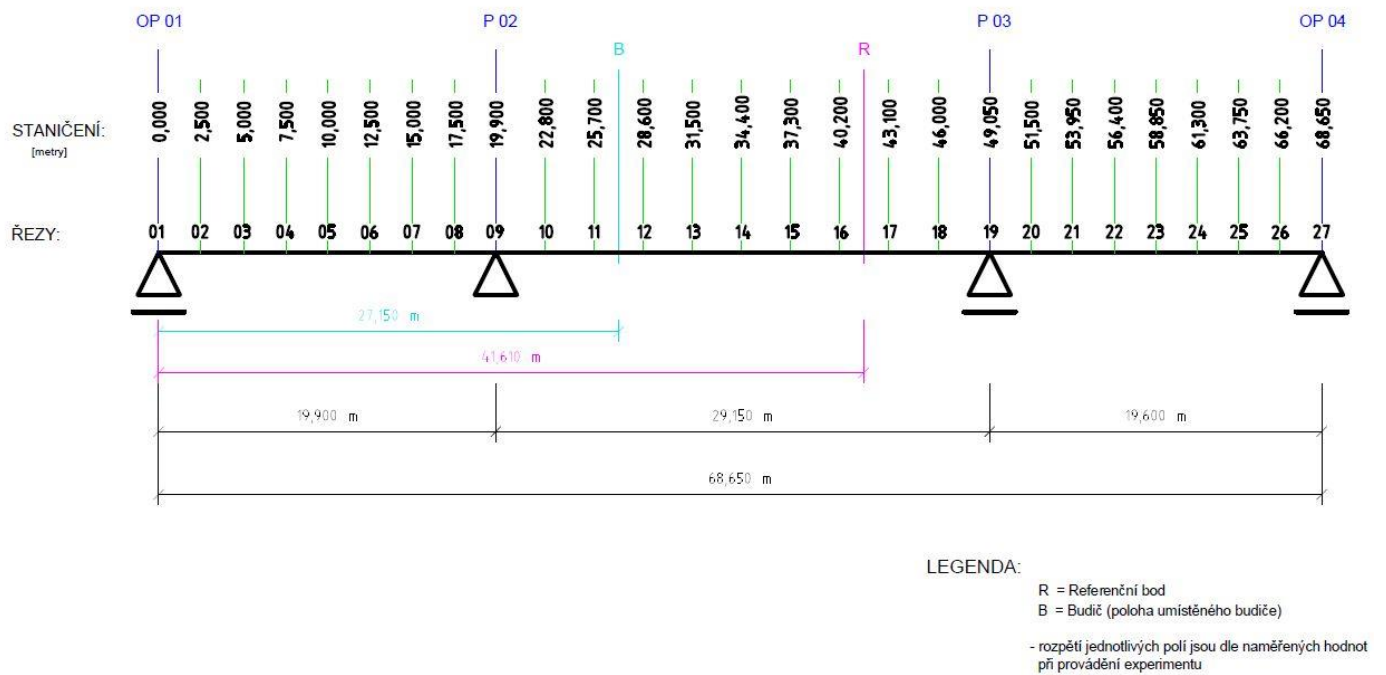 OP 01 P 02 P 03 OP 04
B R
STANIČENÍ: 0,000 2,500 5,000 7,500 10,000 12,500 15,000 17,500 19,900 22,800 25,700 28,600 31,500 34,400 37,300 40,200 43,100 46,000 49,050 51,500 53,950 56,400 58,850 61,300 63,750 66,200 68,650
[metry]
ŘEZY: 01 02 03 04 05 06 07 08 09 10 11 12 13 14 15 16 17 18 19 20 21 22 23 24 25 26 27
27,150 m
41,610 m
19,900 m 29,150 m 19,600 m
68,650 m
LEGENDA:
R = Referenční bod
B = Budič (poloha umístěného budiče)
- rozpětí jednotlivých polí jsou dle naměřených hodnot
při provádění experimentu